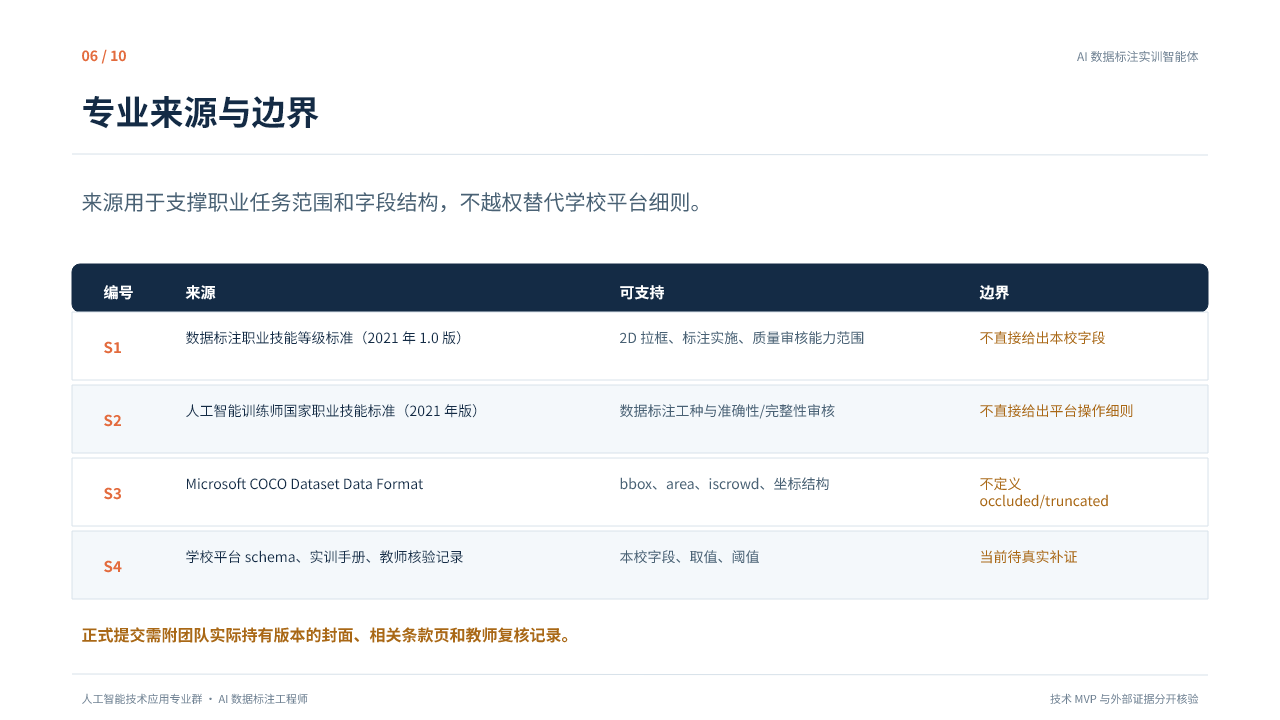 06 / 10
AI 数据标注实训智能体
专业来源与边界
来源用于支撑职业任务范围和字段结构，不越权替代学校平台细则。
编号 来源 可支持 边界
S1 数据标注职业技能等级标准（2021 年 1.0 版） 2D 拉框、标注实施、质量审核能力范围 不直接给出本校字段
S2 人工智能训练师国家职业技能标准（2021 年版） 数据标注工种与准确性/完整性审核 不直接给出平台操作细则
S3 Microsoft COCO Dataset Data Format bbox、area、iscrowd、坐标结构 不定义
occluded/truncated
S4 学校平台 schema、实训手册、教师核验记录 本校字段、取值、阈值 当前待真实补证
正式提交需附团队实际持有版本的封面、相关条款页和教师复核记录。
人工智能技术应用专业群 · AI 数据标注工程师
技术 MVP 与外部证据分开核验